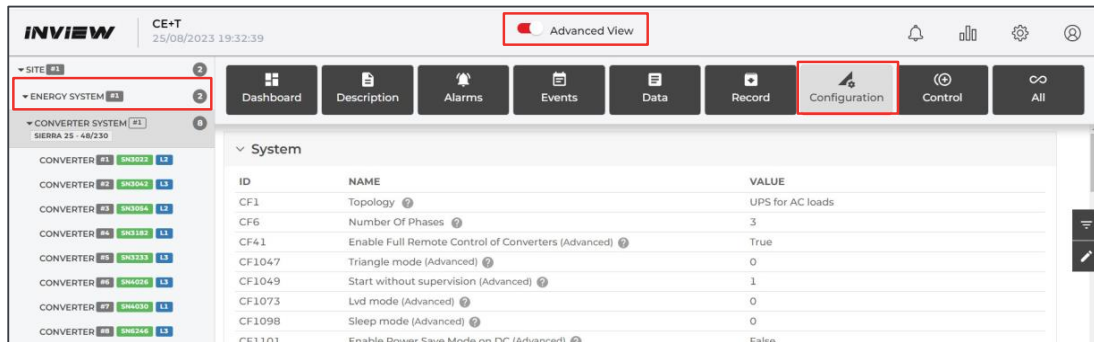 iNViEW
CE+T
25/08/2023 19:32:39
Advanced View
SITE #1 2
ENERGY SYSTEM #1 2
CONVERTER SYSTEM #1 8
SIERRA 25 - 48/230
CONVERTER #1 SN3022 L2
CONVERTER #2 SN3042 L3
CONVERTER #3 SN3054 L2
CONVERTER #4 SN3182 L1
CONVERTER #5 SN3233 L3
CONVERTER #6 SN4026 L3
CONVERTER #7 SN4030 L1
CONVERTER #8 SN6246 L3
Dashboard Description Alarms Events Data Record Configuration Control All
System
ID NAME VALUE
CF1 Topology UPS for AC loads
CF6 Number Of Phases 3
CF41 Enable Full Remote Control of Converters (Advanced) True
CF1047 Triangle mode (Advanced) 0
CF1049 Start without supervision (Advanced) 1
CF1073 Lvd mode (Advanced) 0
CF1098 Sleep mode (Advanced) 0
CF1101 Enable Power Save Mode on DC (Advanced) False